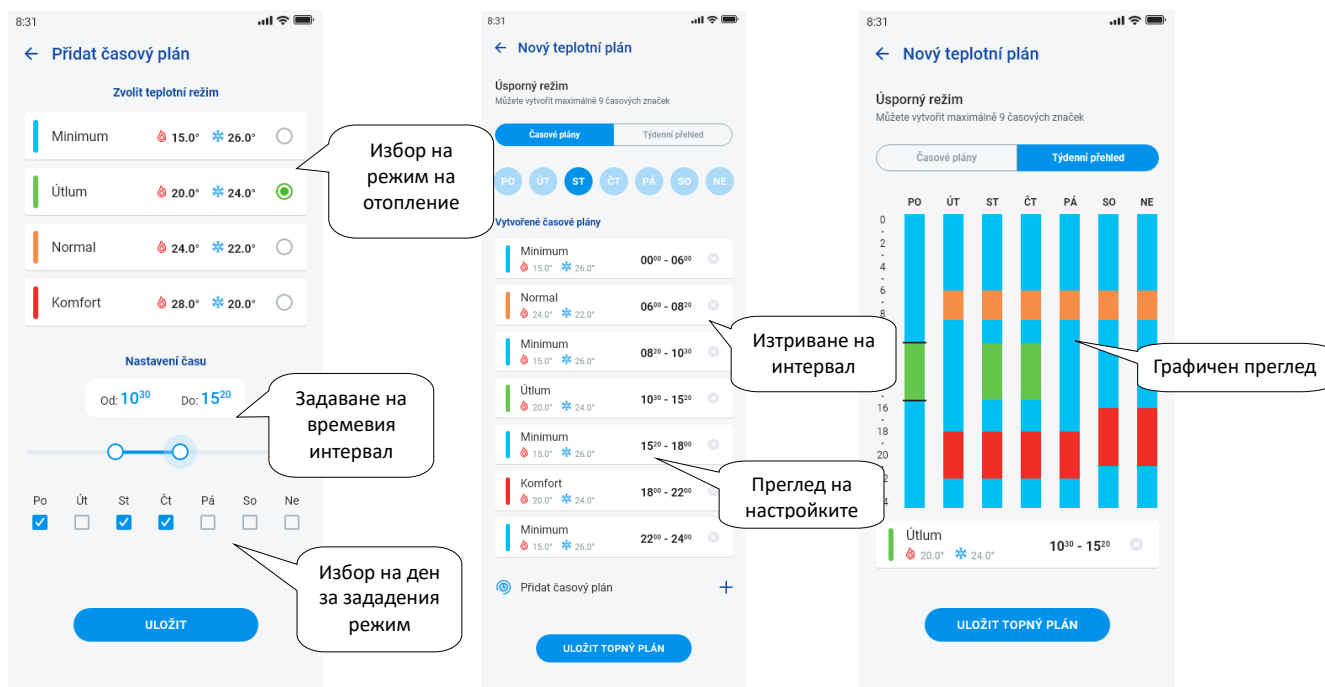 8:31
Přidat časový plán
Zvolit teplotní režim
Minimum 15.0° 26.0°
Útlum 20.0° 24.0°
Normal 24.0° 22.0°
Komfort 28.0° 20.0°
Nastavení času
Od: 10³⁰ Do: 15²⁰
Po Út St Čt Pá So Ne
ULOŽIT
Избор на
режим на
отопление
Задаване на
времевия
интервал
Избор на ден
за зададения
режим
8:31
Nový teplotní plán
Úsporný režim
Můžete vytvořit maximálně 9 časových značek
Časové plány Týdenní přehled
PO ÚT ST ČT PÁ SO NE
Vytvořené časové plány
Minimum
15.0° 26.0°
00⁰⁰ - 06⁰⁰
Normal
24.0° 22.0°
06⁰⁰ - 08²⁰
Minimum
15.0° 26.0°
08²⁰ - 10³⁰
Útlum
20.0° 24.0°
10³⁰ - 15²⁰
Minimum
15.0° 26.0°
15²⁰ - 18⁰⁰
Komfort
20.0° 24.0°
18⁰⁰ - 22⁰⁰
Minimum
15.0° 26.0°
22⁰⁰ - 24⁰⁰
Přidat časový plán
ULOŽIT TOPNÝ PLÁN
Изтриване на
интервал
Преглед на
настройките
8:31
Nový teplotní plán
Úsporný režim
Můžete vytvořit maximálně 9 časových značek
Časové plány Týdenní přehled
PO ÚT ST ČT PÁ SO NE
0
2
4
6
8
16
18
20
2
4
Графичен преглед
Útlum
20.0° 24.0°
10³⁰ - 15²⁰
ULOŽIT TOPNÝ PLÁN